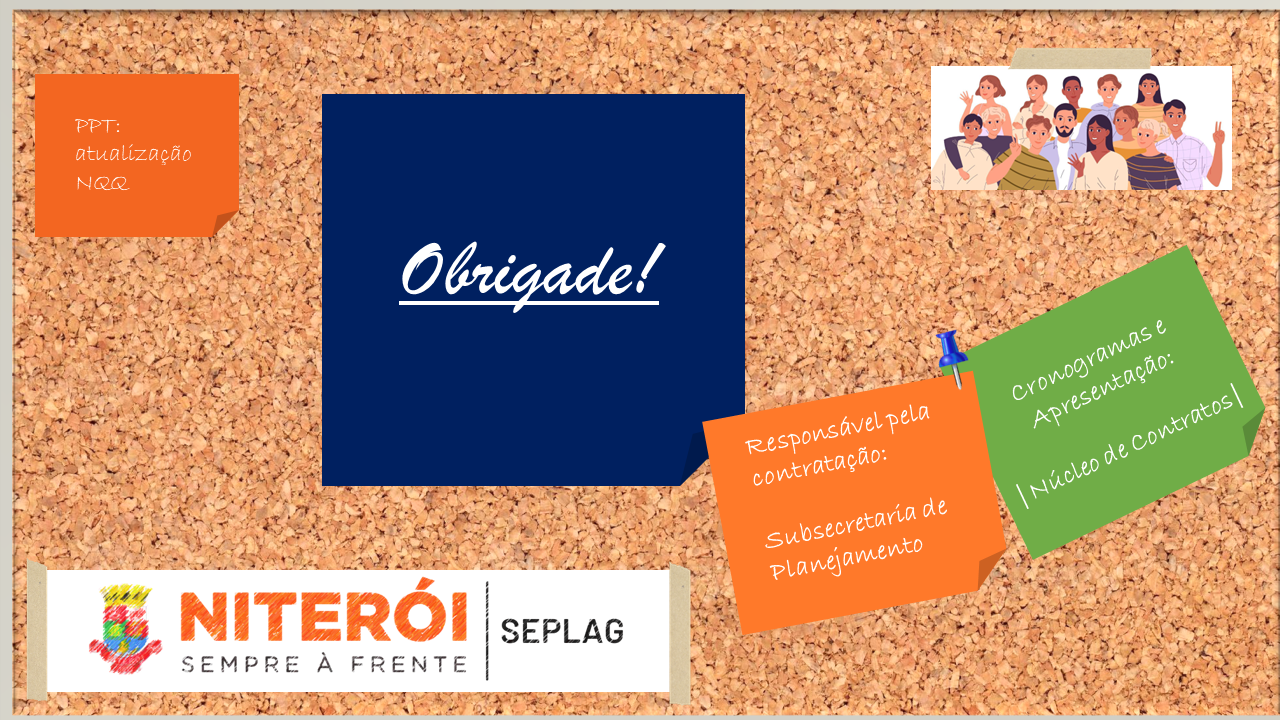 PPT:
atualização
NQQ
Obrigade!
Responsável pela
contratação:
Subsecretaria de
Planejamento
Cronogramas e
Apresentação:
| Núcleo de Contratos|
NITERÓI
SEMPRE À FRENTE
SEPLAG